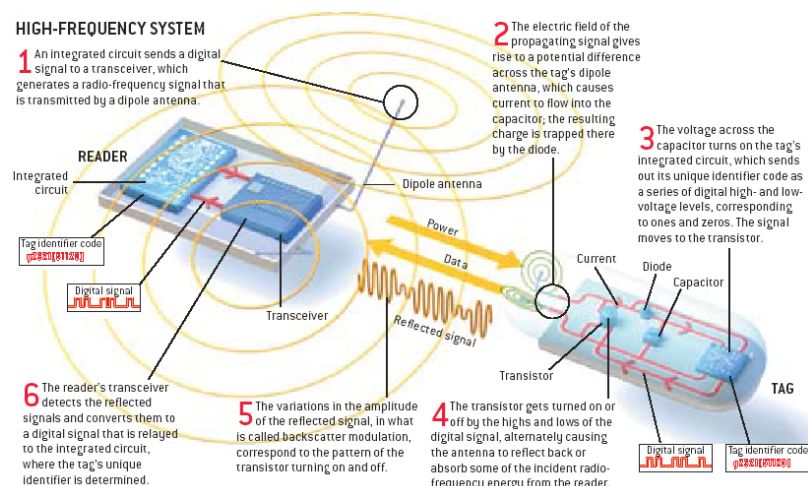 HIGH-FREQUENCY SYSTEM
1 An integrated circuit sends a digital
signal to a transceiver, which
generates a radio-frequency signal that
is transmitted by a dipole antenna.
2 The electric field of the
propagating signal gives
rise to a potential difference
across the tag's dipole
antenna, which causes
current to flow into the
capacitor; the resulting
charge is trapped there
by the diode.
3 The voltage across the
capacitor turns on the tag's
integrated circuit, which sends
out its unique identifier code as
a series of digital high- and low-
voltage levels, corresponding
to ones and zeros. The signal
moves to the transistor.
READER
Integrated
circuit
Dipole antenna
Tag identifier code
Digital signal
Transceiver
Power
Data
Reflected signal
Current
Diode
Capacitor
Transistor
TAG
6 The reader's transceiver
detects the reflected
signals and converts them to
a digital signal that is relayed
to the integrated circuit,
where the tag's unique
identifier is determined.
5 The variations in the amplitude
of the reflected signal, in what
is called backscatter modulation,
correspond to the pattern of the
transistor turning on and off.
4 The transistor gets turned on or
off by the highs and lows of the
digital signal, alternately causing
the antenna to reflect back or
absorb some of the incident radio-
frequency energy from the reader.
Digital signal
Tag identifier code